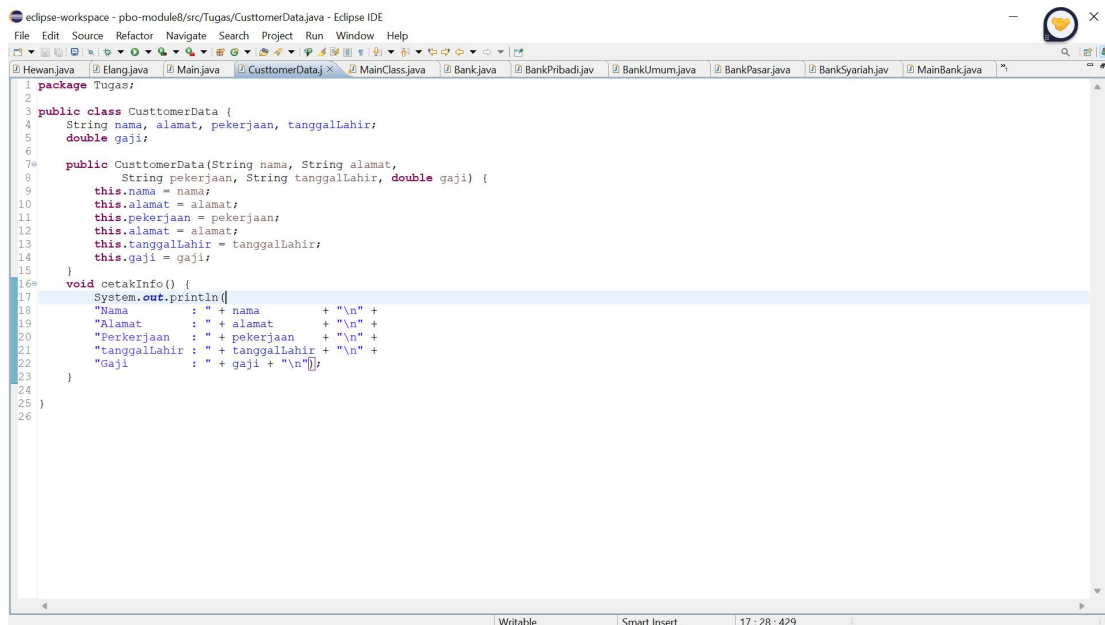 eclipse-workspace - pbo-module8/src/Tugas/CusttomerData.java - Eclipse IDE
File Edit Source Refactor Navigate Search Project Run Window Help
Hewan.java Elang.java Main.java CusttomerData.j MainClass.java Bank.java BankPribadi.jav BankUmum.java BankPasar.java BankSyariah.jav MainBank.java »1
1 package Tugas;
2
3 public class CusttomerData {
4     String nama, alamat, pekerjaan, tanggalLahir;
5     double gaji;
6
7     public CusttomerData(String nama, String alamat,
8             String pekerjaan, String tanggalLahir, double gaji) {
9         this.nama = nama;
10         this.alamat = alamat;
11         this.pekerjaan = pekerjaan;
12         this.alamat = alamat;
13         this.tanggalLahir = tanggalLahir;
14         this.gaji = gaji;
15     }
16     void cetakInfo() {
17         System.out.println(
18         "Nama         : " + nama         + "\n" +
19         "Alamat       : " + alamat       + "\n" +
20         "Perkerjaan   : " + pekerjaan    + "\n" +
21         "tanggalLahir : " + tanggalLahir + "\n" +
22         "Gaji         : " + gaji + "\n");
23     }
24
25 }
26
Writable Smart Insert 17 : 28 : 429